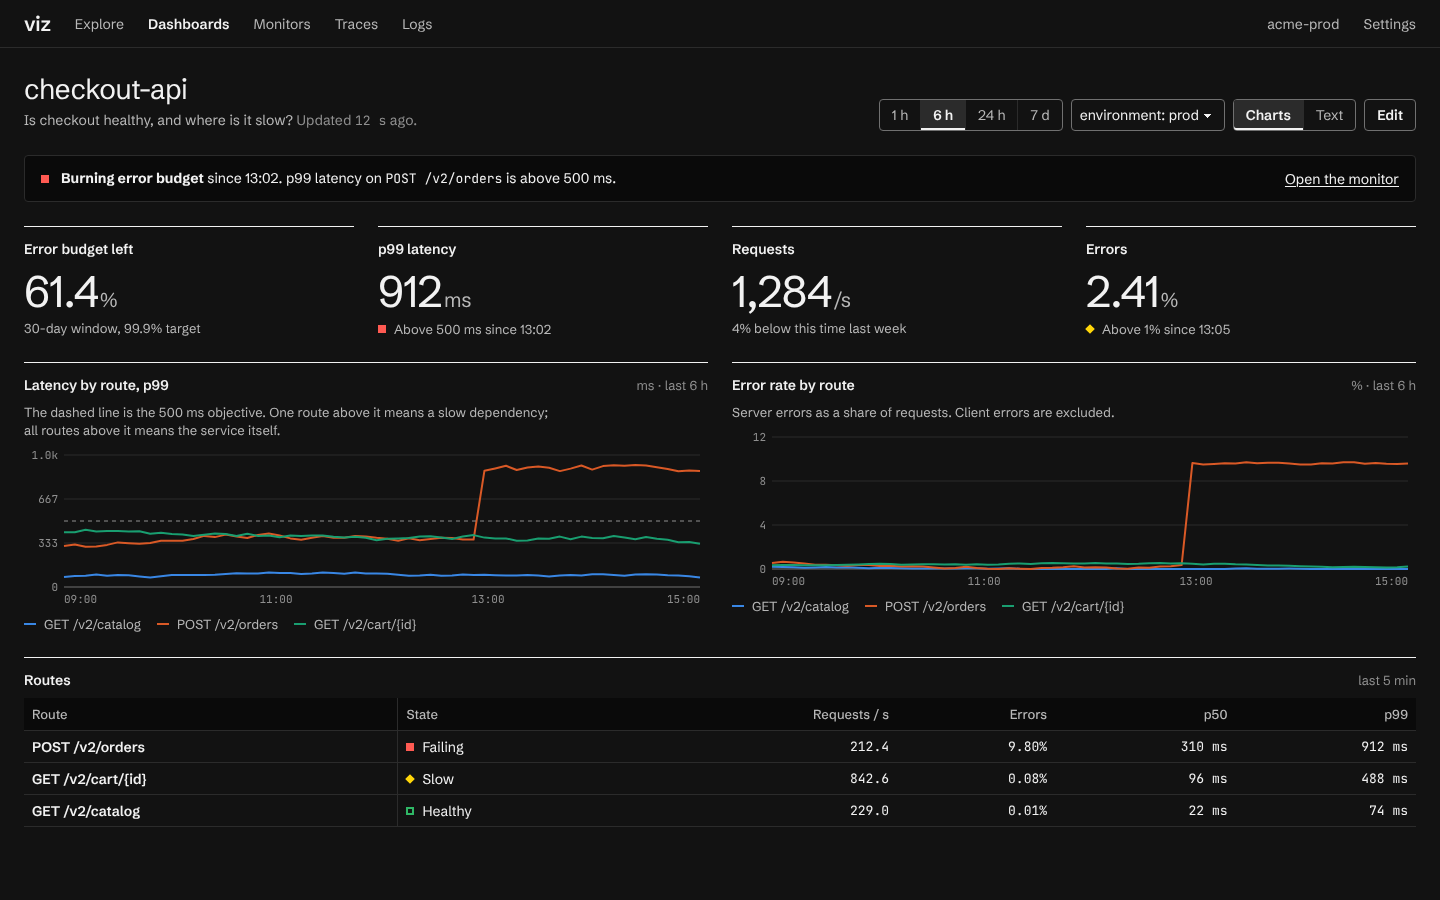 viz Explore Dashboards Monitors Traces Logs acme-prod Settings
checkout-api
Is checkout healthy, and where is it slow? Updated 12 s ago.
1 h 6 h 24 h 7 d environment: prod Charts Text Edit
Burning error budget since 13:02. p99 latency on POST /v2/orders is above 500 ms. Open the monitor
Error budget left
61.4%
30-day window, 99.9% target
p99 latency
912ms
Above 500 ms since 13:02
Requests
1,284/s
4% below this time last week
Errors
2.41%
Above 1% since 13:05
Latency by route, p99 ms · last 6 h
The dashed line is the 500 ms objective. One route above it means a slow dependency;
all routes above it means the service itself.
1.0k
667
333
0
09:00 11:00 13:00 15:00
GET /v2/catalog POST /v2/orders GET /v2/cart/{id}
Error rate by route % · last 6 h
Server errors as a share of requests. Client errors are excluded.
12
8
4
0
09:00 11:00 13:00 15:00
GET /v2/catalog POST /v2/orders GET /v2/cart/{id}
Routes last 5 min
Route State Requests / s Errors p50 p99
POST /v2/orders Failing 212.4 9.80% 310 ms 912 ms
GET /v2/cart/{id} Slow 842.6 0.08% 96 ms 488 ms
GET /v2/catalog Healthy 229.0 0.01% 22 ms 74 ms